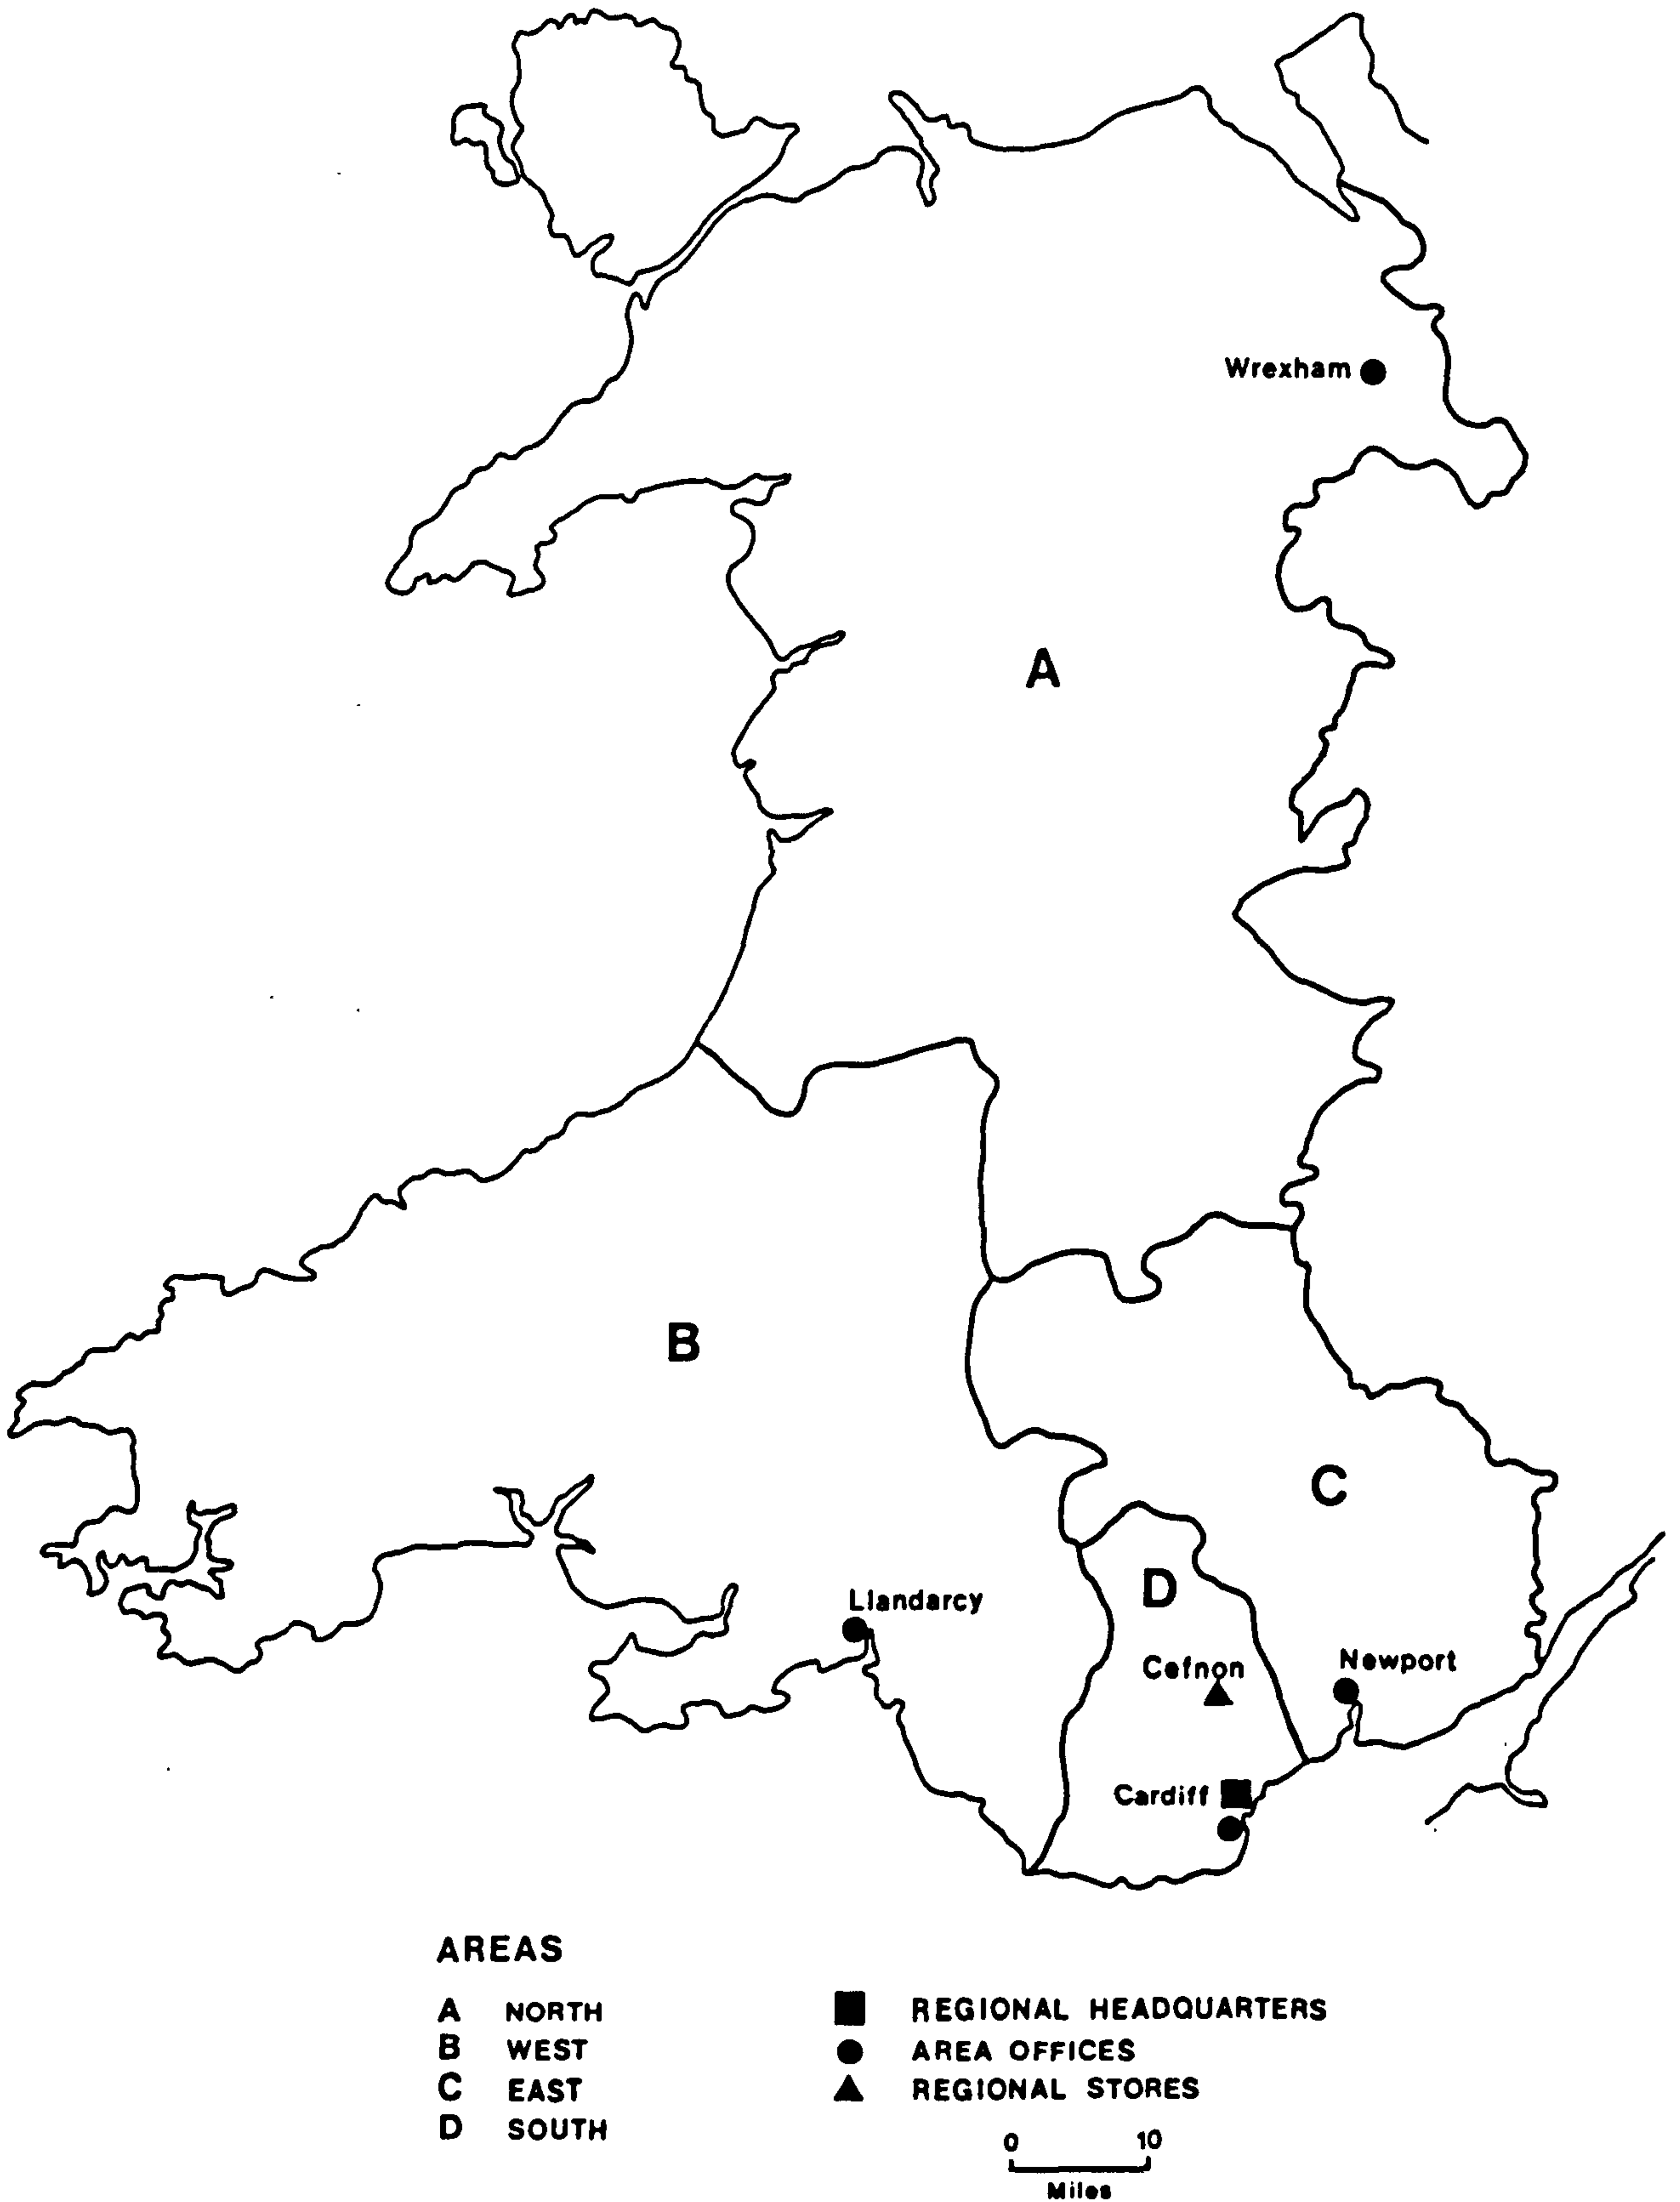 Wrexham
A
B
C
Llandarcy
D
Cefnon
Newport
Cardiff
AREAS
A NORTH
B WEST
C EAST
D SOUTH
REGIONAL HEADQUARTERS
AREA OFFICES
REGIONAL STORES
0 10
Miles